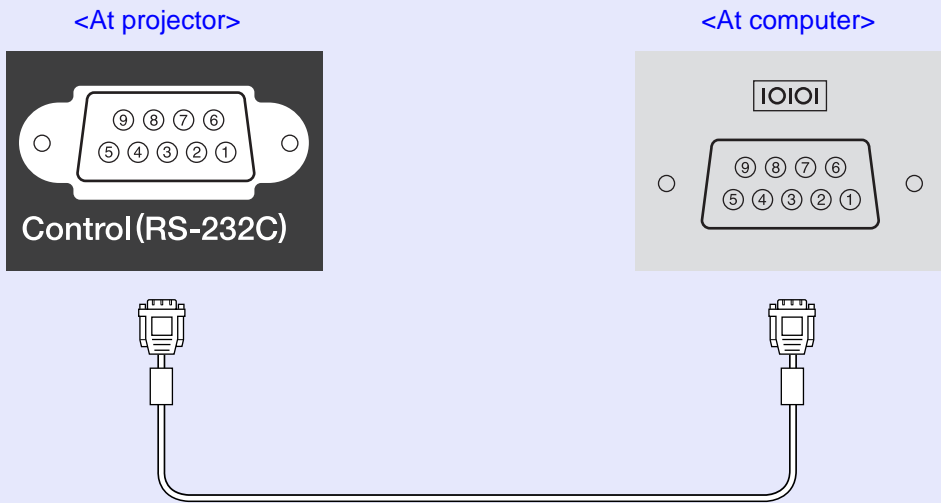 <At projector>
<At computer>
9 8 7 6
5 4 3 2 1
Control(RS-232C)
IOIOI
9 8 7 6
5 4 3 2 1